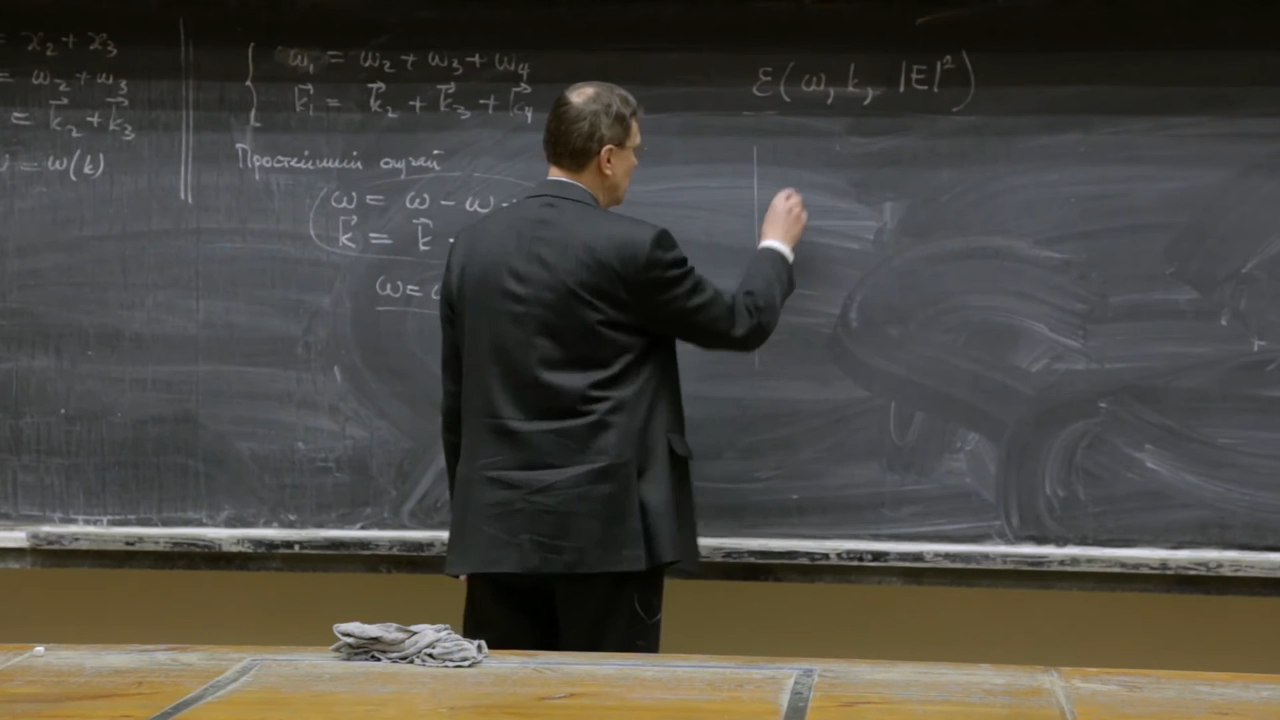 = x₂ + x₃
= ω₂ + ω₃
= k⃗₂ + k⃗₃
= ω(k)
ω₁ = ω₂ + ω₃ + ω₄
k⃗₁ = k⃗₂ + k⃗₃ + k⃗₄
Простейший случай
ω = ω - ω
k⃗ = k⃗ -
ω =
ε(ω, k, |E|²)